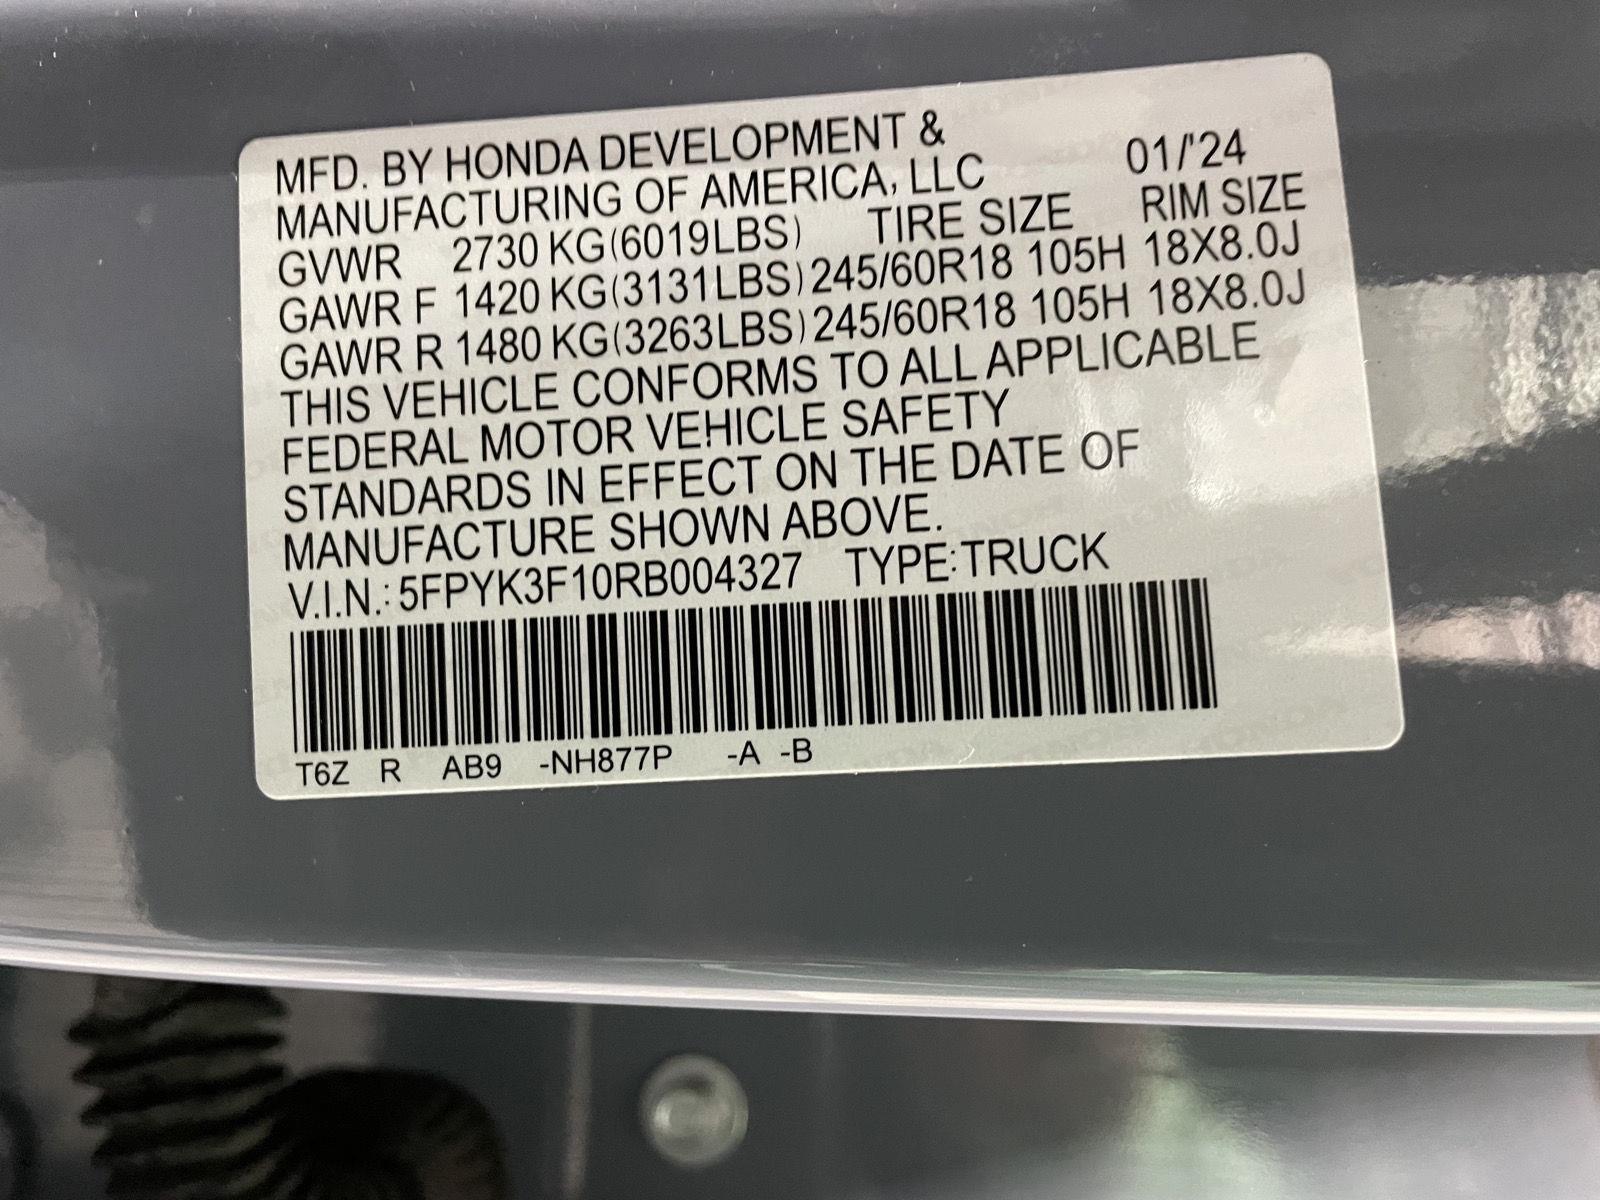 MFD. BY HONDA DEVELOPMENT &
MANUFACTURING OF AMERICA, LLC 01/'24
GVWR 2730 KG(6019LBS) TIRE SIZE RIM SIZE
GAWR F 1420 KG(3131LBS) 245/60R18 105H 18X8.0J
GAWR R 1480 KG(3263LBS) 245/60R18 105H 18X8.0J
THIS VEHICLE CONFORMS TO ALL APPLICABLE
FEDERAL MOTOR VEHICLE SAFETY
STANDARDS IN EFFECT ON THE DATE OF
MANUFACTURE SHOWN ABOVE.
V.I.N.: 5FPYK3F10RB004327 TYPE:TRUCK
T6Z R AB9 -NH877P -A -B